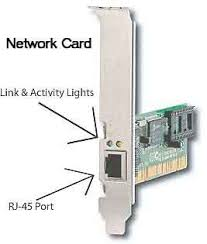 Network Card
Link & Activity Lights
RJ-45 Port